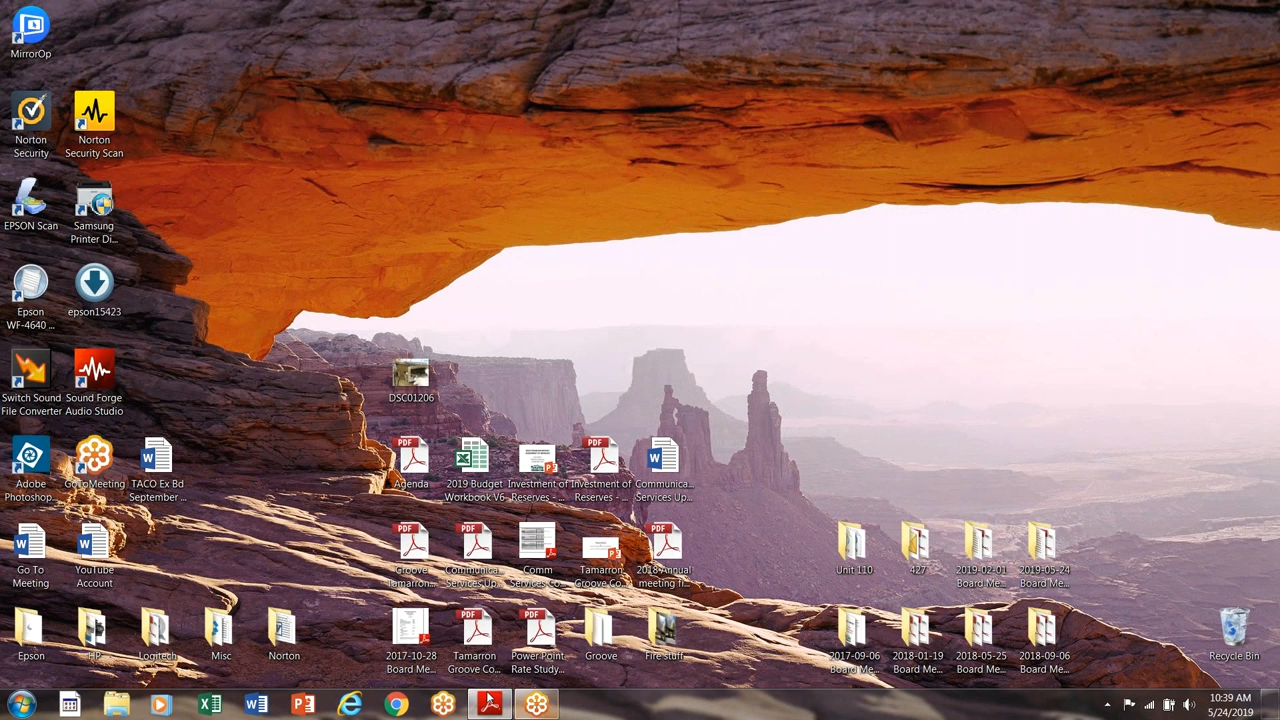 MirrorOp
Norton
Security
Norton
Security Scan
EPSON Scan
Samsung
Printer Di...
Epson
WF-4640 ...
epson15423
Switch Sound
File Converter
Sound Forge
Audio Studio
DSC01206
Adobe
Photoshop...
GoToMeeting
TACO Ex Bd
September ...
Agenda
2019 Budget
Workbook V6
Investment of
Reserves - ...
Investment of
Reserves - ...
Communica...
Services Up...
Go To
Meeting
YouTube
Account
Groove
Tamarron...
Communica...
Services Up...
Comm
Services Co...
Tamarron
Groove Co...
2018 Annual
meeting fi...
Unit 110
427
2019-02-01
Board Me...
2019-05-24
Board Me...
Epson
HP
Logitech
Misc
Norton
2017-10-28
Board Me...
Tamarron
Groove Co...
Power Point
Rate Study...
Groove
Fire stuff
2017-09-06
Board Me...
2018-01-19
Board Me...
2018-05-25
Board Me...
2018-09-06
Board Me...
Recycle Bin
10:39 AM
5/24/2019